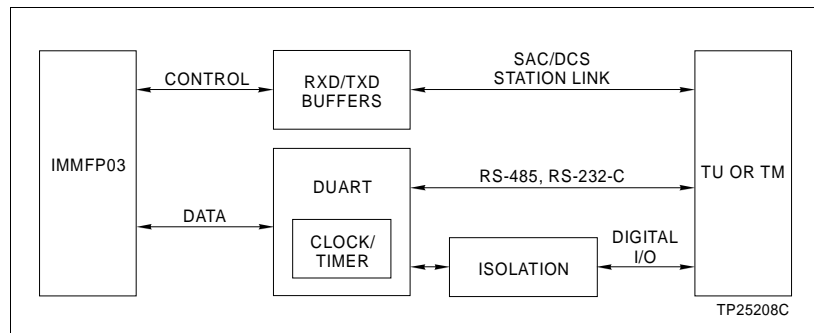 SAC/DCS
STATION LINK
CONTROL
RXD/TXD
BUFFERS
IMMFP03
DUART
RS-485, RS-232-C
TU OR TM
DATA
CLOCK/
TIMER
ISOLATION
DIGITAL
I/O
TP25208C